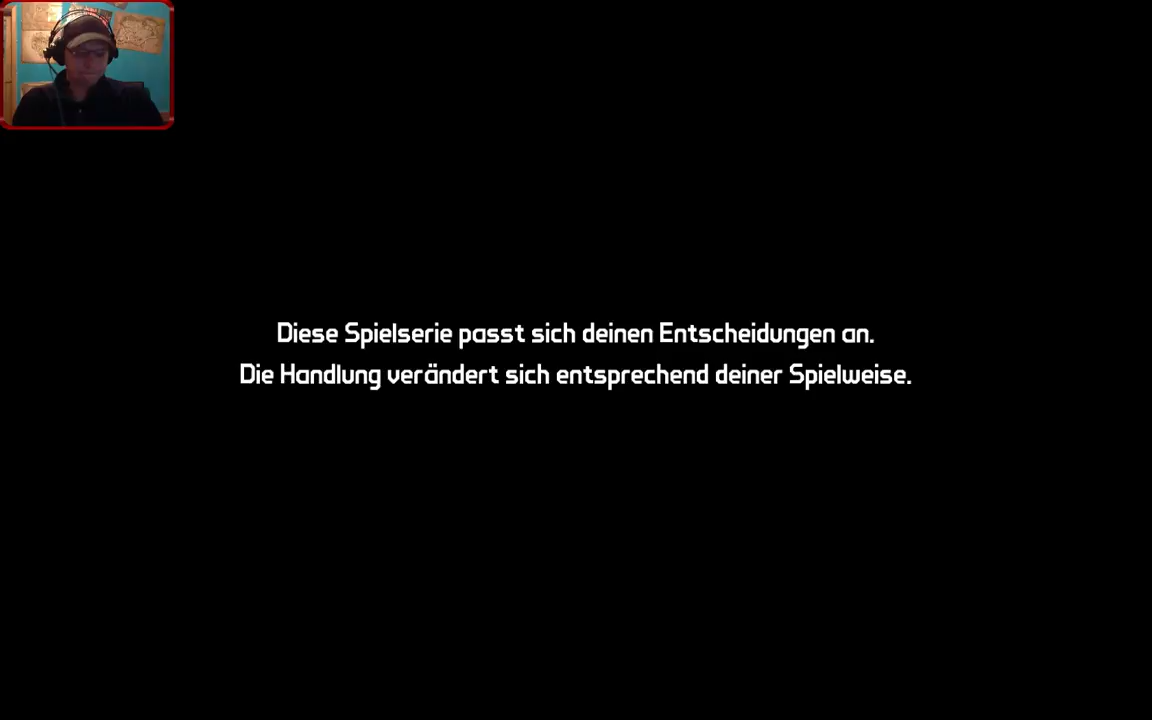 Diese Spielserie passt sich deinen Entscheidungen an.
Die Handlung verändert sich entsprechend deiner Spielweise.